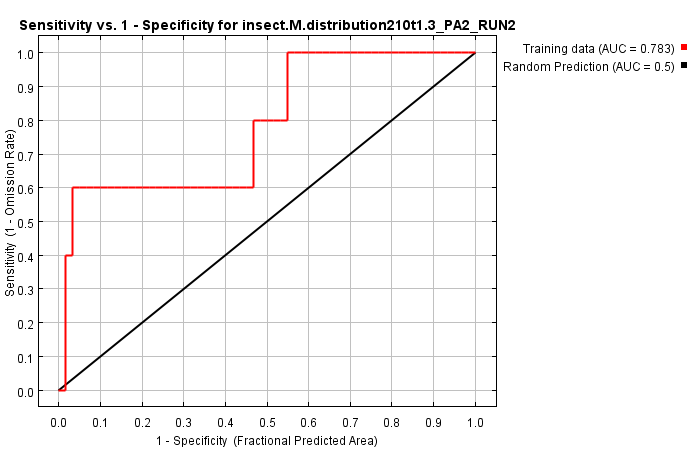 Sensitivity vs. 1 - Specificity for insect.M.distribution210t1.3_PA2_RUN2
Training data (AUC = 0.783)
Random Prediction (AUC = 0.5)
Sensitivity (1 - Omission Rate)
1.0
0.9
0.8
0.7
0.6
0.5
0.4
0.3
0.2
0.1
0.0
0.0 0.1 0.2 0.3 0.4 0.5 0.6 0.7 0.8 0.9 1.0
1 - Specificity (Fractional Predicted Area)